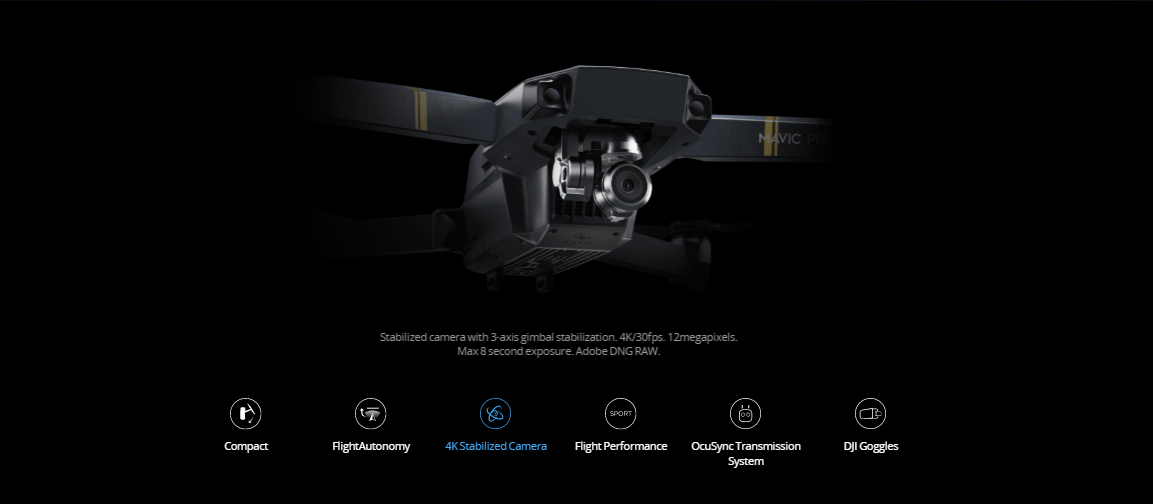 MAVIC PR
Stabilized camera with 3-axis gimbal stabilization. 4K/30fps. 12megapixels.
Max 8 second exposure. Adobe DNG RAW.
SPORT
Compact
FlightAutonomy
4K Stabilized Camera
Flight Performance
OcuSync Transmission
System
DJI Goggles